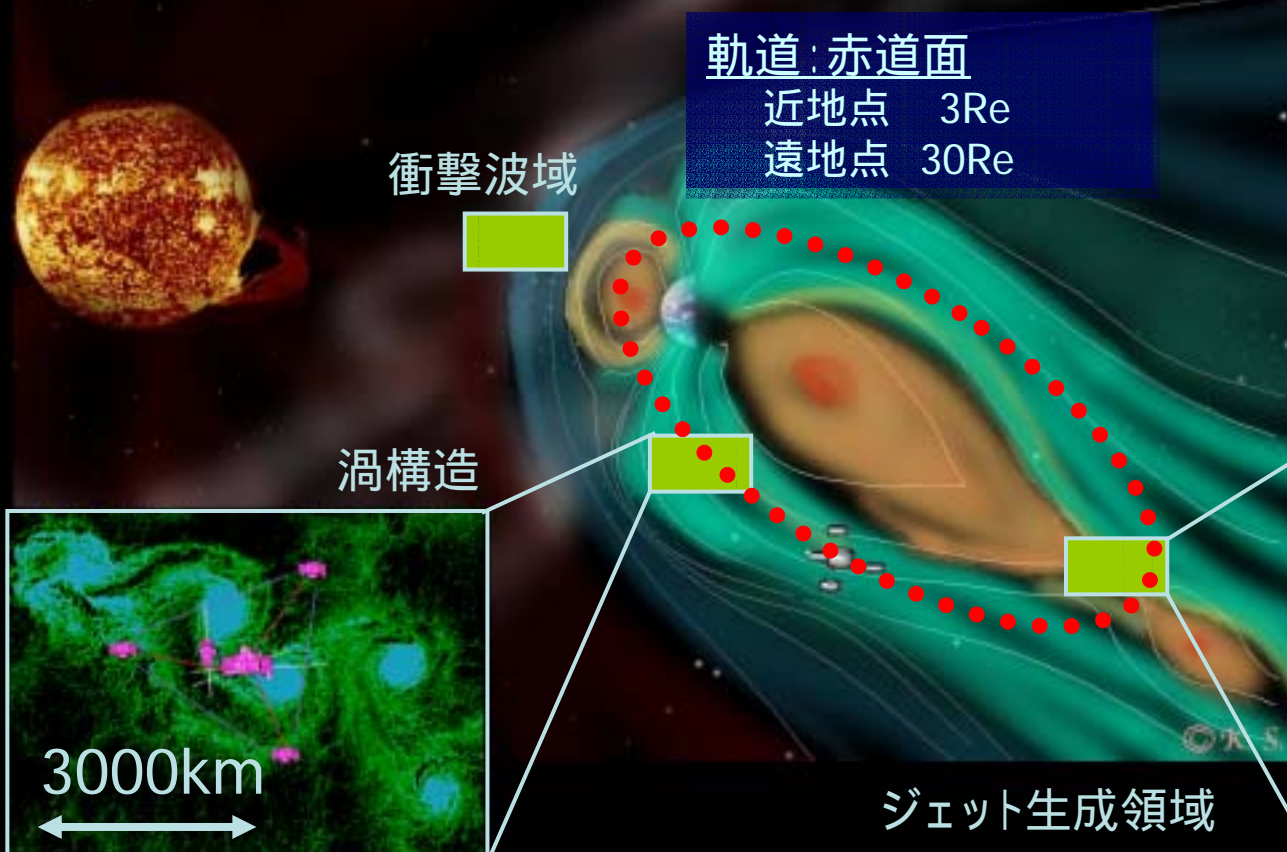 軌道:赤道面
近地点 3Re
遠地点 30Re
衝撃波域
渦構造
3000km
ジェット生成領域